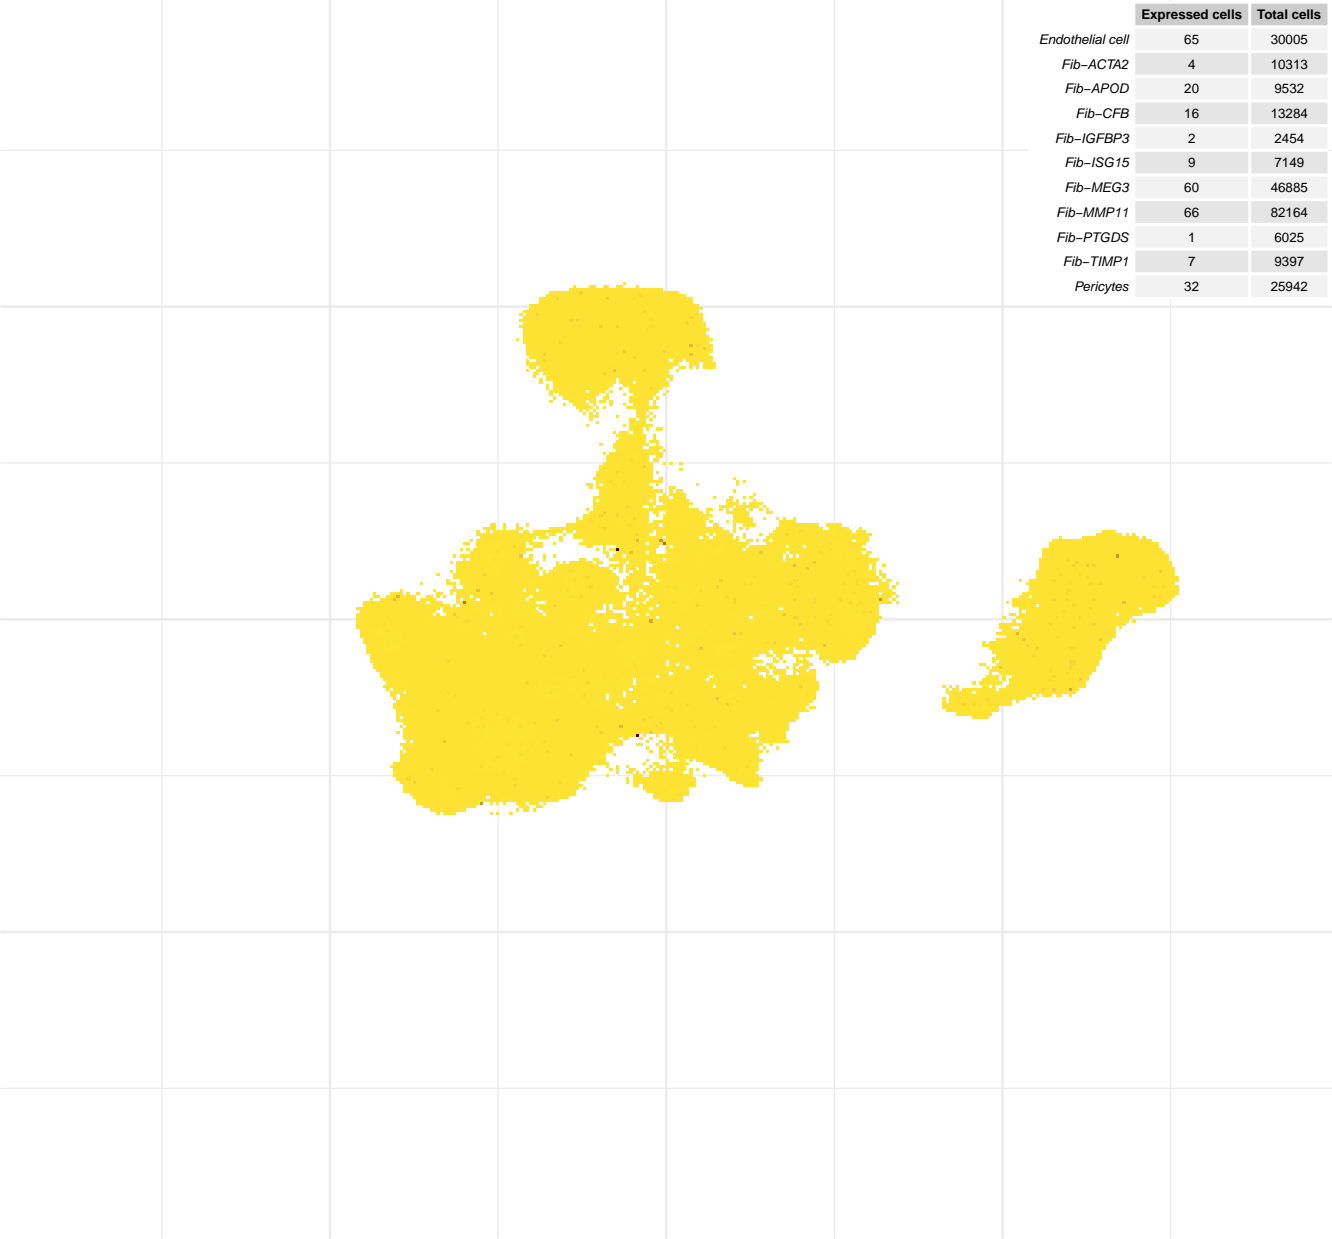 Expressed cells Total cells
Endothelial cell 65 30005
Fib−ACTA2 4 10313
Fib−APOD 20 9532
Fib−CFB 16 13284
Fib−IGFBP3 2 2454
Fib−ISG15 9 7149
Fib−MEG3 60 46885
Fib−MMP11 66 82164
Fib−PTGDS 1 6025
Fib−TIMP1 7 9397
Pericytes 32 25942